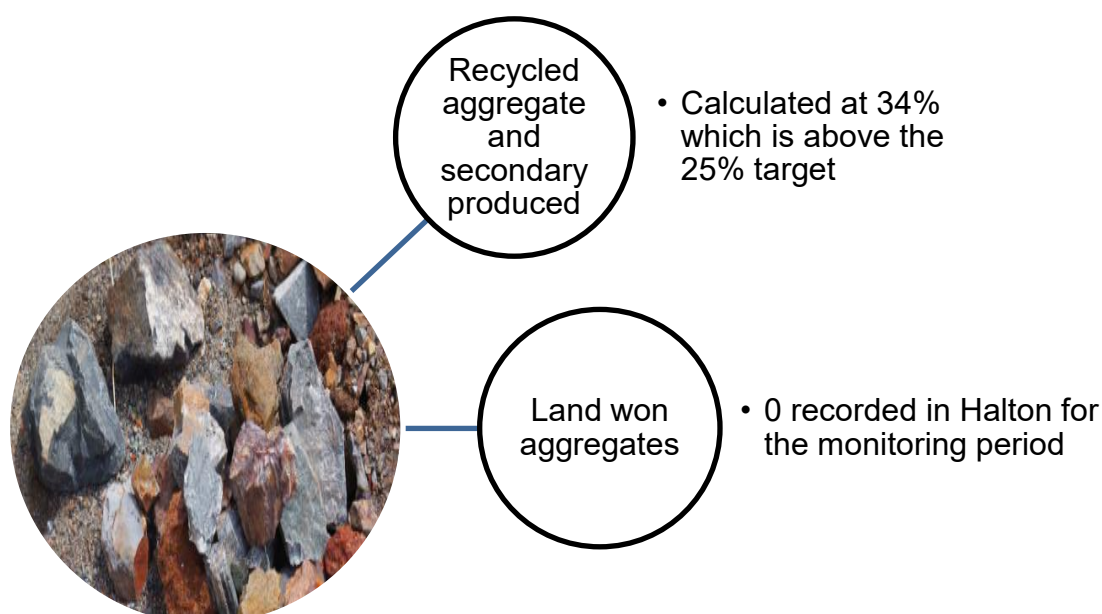 Recycled
aggregate
and
secondary
produced
• Calculated at 34%
which is above the
25% target
Land won
aggregates
• 0 recorded in Halton for
the monitoring period